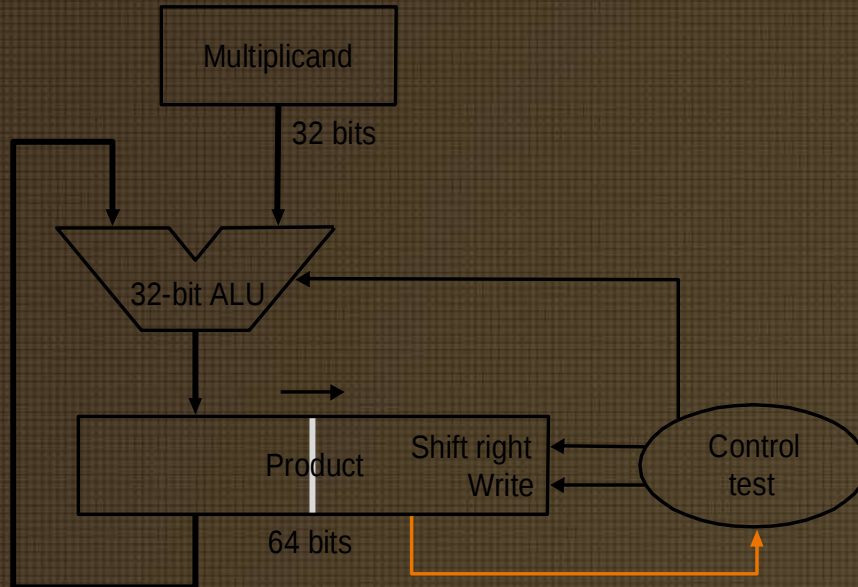 Multiplicand
32 bits
32-bit ALU
Product
Shift right
Write
Control
test
64 bits